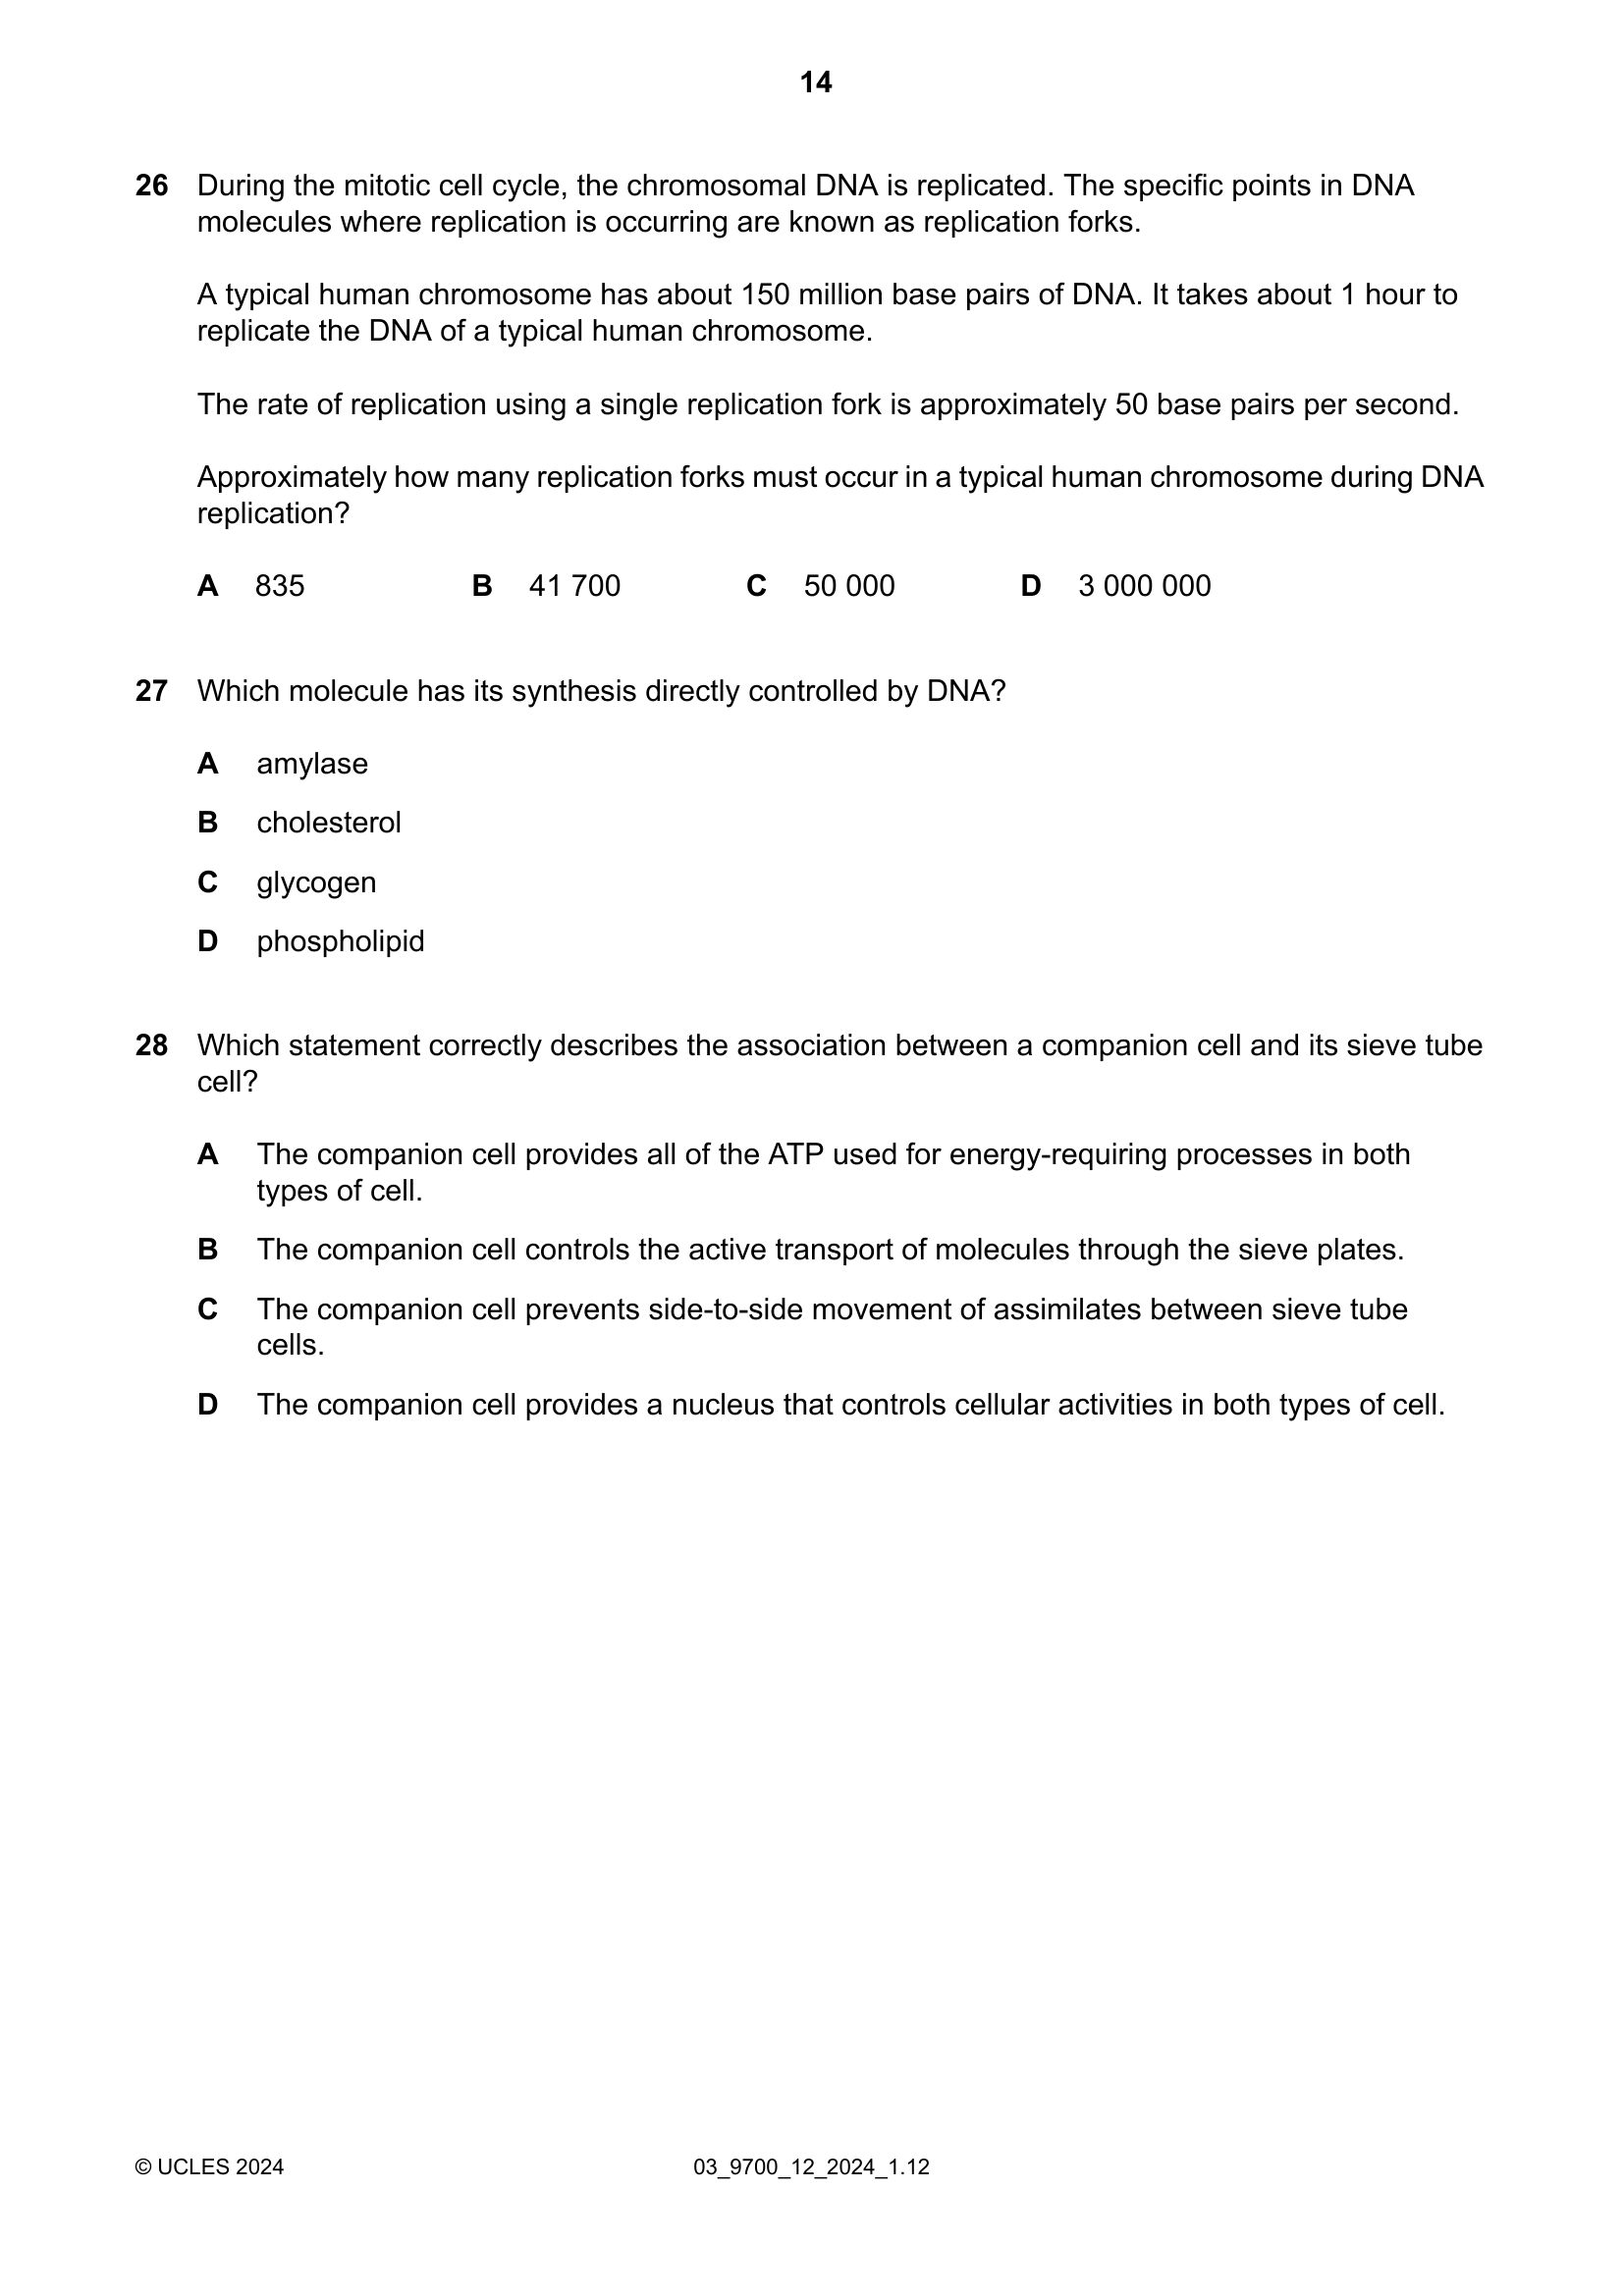 14
26 During the mitotic cell cycle, the chromosomal DNA is replicated. The specific points in DNA
molecules where replication is occurring are known as replication forks.
A typical human chromosome has about 150 million base pairs of DNA. It takes about 1 hour to
replicate the DNA of a typical human chromosome.
The rate of replication using a single replication fork is approximately 50 base pairs per second.
Approximately how many replication forks must occur in a typical human chromosome during DNA
replication?
A 835 B 41 700 C 50 000 D 3 000 000
27 Which molecule has its synthesis directly controlled by DNA?
A amylase
B cholesterol
C glycogen
D phospholipid
28 Which statement correctly describes the association between a companion cell and its sieve tube
cell?
A The companion cell provides all of the ATP used for energy-requiring processes in both
types of cell.
B The companion cell controls the active transport of molecules through the sieve plates.
C The companion cell prevents side-to-side movement of assimilates between sieve tube
cells.
D The companion cell provides a nucleus that controls cellular activities in both types of cell.
© UCLES 2024 03_9700_12_2024_1.12